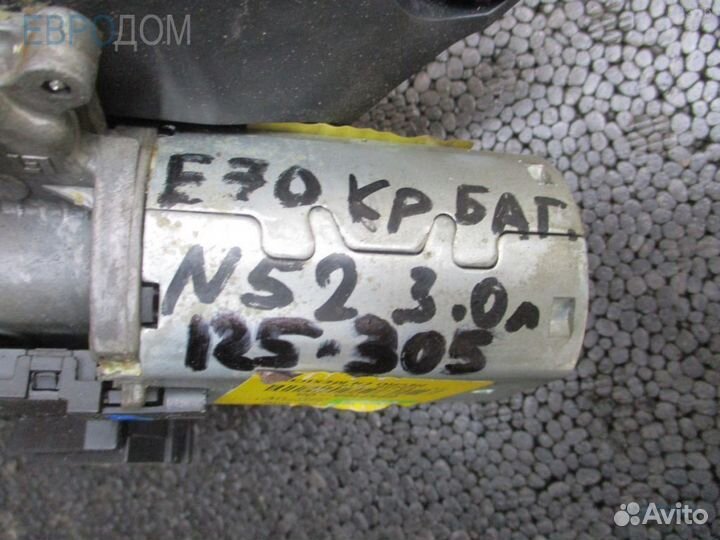 ЕВРОДОМ
E70 КР БАГ.
N52 3.0л
125-305
Avito